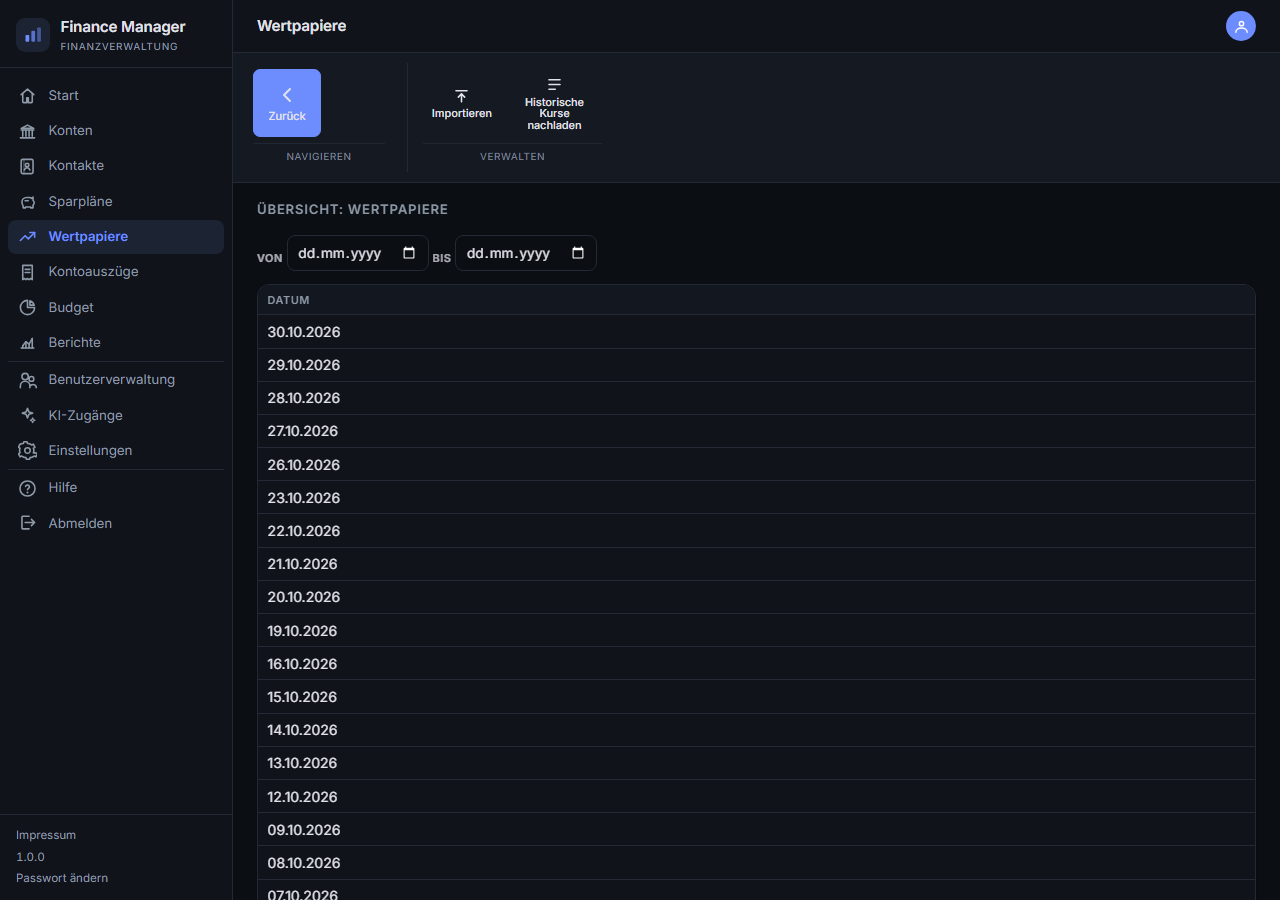 Finance Manager
FINANZVERWALTUNG
Start
Konten
Kontakte
Sparpläne
Wertpapiere
Kontoauszüge
Budget
Berichte
Benutzerverwaltung
KI-Zugänge
Einstellungen
Hilfe
Abmelden
Impressum
1.0.0
Passwort ändern
Wertpapiere
Zurück
NAVIGIEREN
Importieren
Historische
Kurse
nachladen
VERWALTEN
ÜBERSICHT: WERTPAPIERE
VON dd.mm.yyyy BIS dd.mm.yyyy
DATUM
30.10.2026
29.10.2026
28.10.2026
27.10.2026
26.10.2026
23.10.2026
22.10.2026
21.10.2026
20.10.2026
19.10.2026
16.10.2026
15.10.2026
14.10.2026
13.10.2026
12.10.2026
09.10.2026
08.10.2026
07.10.2026